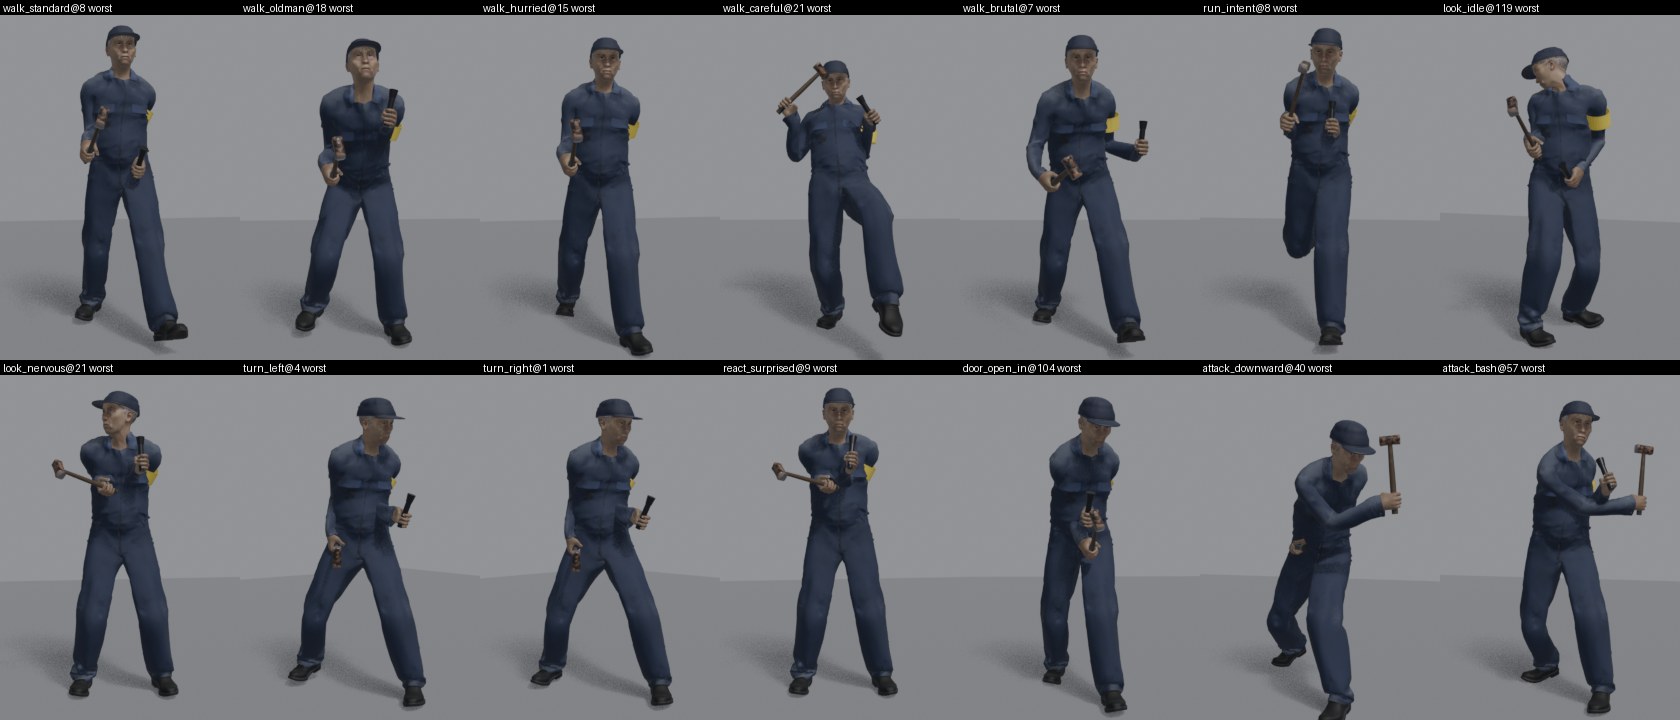 walk_standard@8 worst
walk_oldman@18 worst
walk_hurried@15 worst
walk_careful@21 worst
walk_brutal@7 worst
run_intent@8 worst
look_idle@119 worst
look_nervous@21 worst
turn_left@4 worst
turn_right@1 worst
react_surprised@9 worst
door_open_in@104 worst
attack_downward@40 worst
attack_bash@57 worst